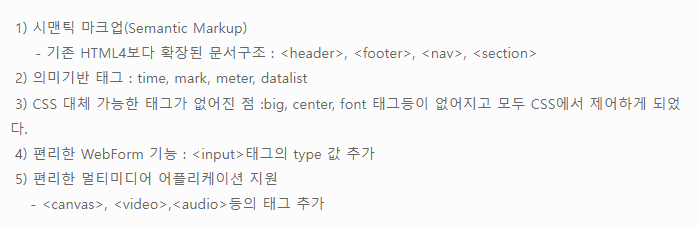 1) 시맨틱 마크업(Semantic Markup)
- 기존 HTML4보다 확장된 문서구조 : <header>, <footer>, <nav>, <section>
2) 의미기반 태그 : time, mark, meter, datalist
3) CSS 대체 가능한 태그가 없어진 점 :big, center, font 태그등이 없어지고 모두 CSS에서 제어하게 되었
다.
4) 편리한 WebForm 기능 : <input>태그의 type 값 추가
5) 편리한 멀티미디어 어플리케이션 지원
- <canvas>, <video>,<audio>등의 태그 추가